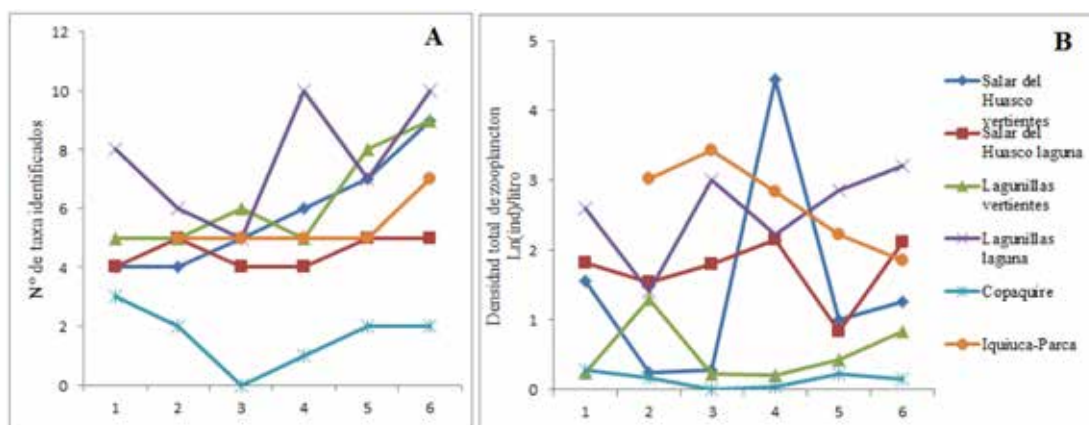 A
12
10
8
6
4
2
0
1 2 3 4 5 6
N° de taxa identificados
B
5
4
3
2
1
0
1 2 3 4 5 6
Densidad total de zooplancton
Ln(ind)/litro
Salar del
Huasco
vertientes
Salar del
Huasco laguna
Lagunillas
vertientes
Lagunillas
laguna
Copaquire
Iquiuca-Parca